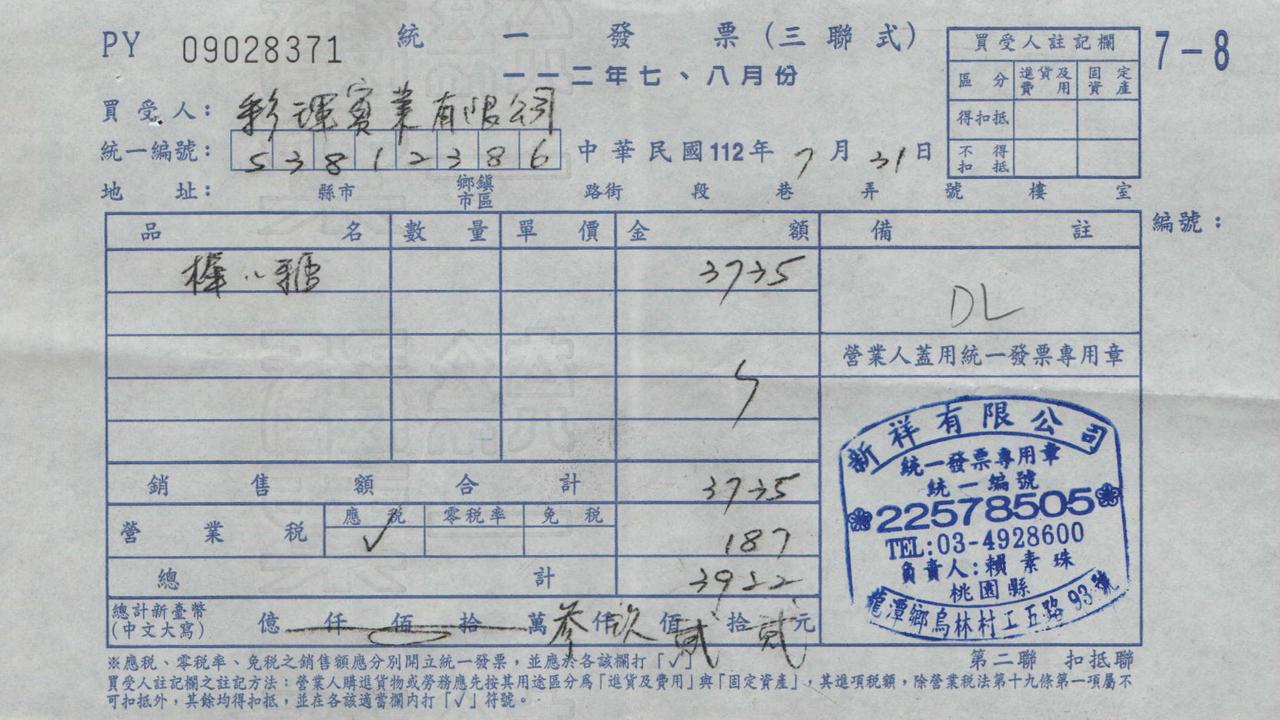 PY 09028371 統一發票(三聯式)
一一二年七、八月份
7-8
買受人註記欄
區分 進貨及費用 固定資產
得扣抵
不得扣抵
買受人: 彩琿實業有限公司
統一編號: 53812386 中華民國112年7月31日
地址: 縣市 鄉鎮市區 路街 段 巷 弄 號 樓 室
品名 數量 單價 金額 備註 編號:
3735
DL
營業人蓋用統一發票專用章
銷售額合計 3735
營業稅 應稅 ✓ 零稅率 免稅 187
總計 3922
總計新臺幣(中文大寫) 億 仟 佰 拾 萬 參仟 玖佰 貳拾 貳元
新祥有限公司
統一發票專用章
統一編號
22578505
TEL:03-4928600
負責人:賴素珠
桃園縣
龍潭鄉烏林村工五路93號
※應稅、零稅率、免稅之銷售額應分別開立統一發票,並應於各該欄打「✓」
第二聯 扣抵聯
買受人註記欄之註記方法:營業人購進貨物或勞務應先按其用途區分為「進貨及費用」與「固定資產」,其進項稅額,除營業稅法第十九條第一項屬不
可扣抵外,其餘均得扣抵,並在各該適當欄內打「✓」符號。